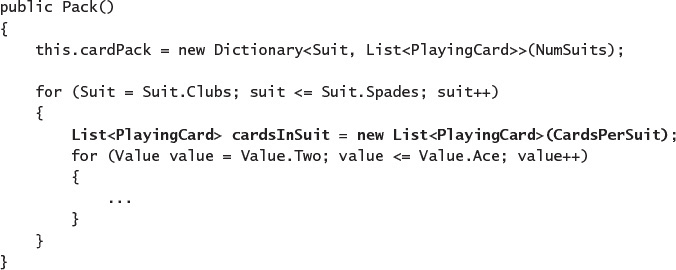 public Pack()
{
    this.cardPack = new Dictionary<Suit, List<PlayingCard>>(NumSuits);

    for (Suit = Suit.Clubs; suit <= Suit.Spades; suit++)
    {
        List<PlayingCard> cardsInSuit = new List<PlayingCard>(CardsPerSuit);
        for (Value value = Value.Two; value <= Value.Ace; value++)
        {
            ...
        }
    }
}